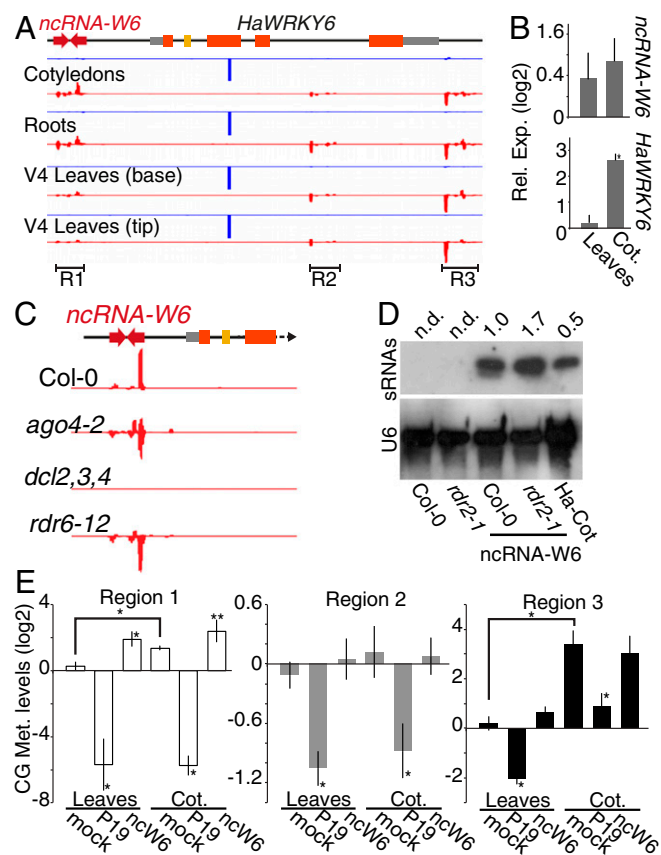 A
ncRNA-W6
HaWRKY6
Cotyledons
Roots
V4 Leaves (base)
V4 Leaves (tip)
R1
R2
R3
B
Rel. Exp. (log2)
1.6
1.4
0
ncRNA-W6
3
2
1
0
HaWRKY6
Leaves
Cot.
*
C
ncRNA-W6
Col-0
ago4-2
dcl2,3,4
rdr6-12
D
n.d.
n.d.
1.0
1.7
0.5
sRNAs
U6
Col-0
rdr2-1
Col-0
rdr2-1
Ha-Cot
ncRNA-W6
E
CG Met. levels (log2)
Region 1
4
2
-2
-6
-8
*
*
*
*
**
Leaves
Cot.
mock
P19
ncW6
mock
P19
ncW6
Region 2
0.6
0
-0.6
-1.2
*
*
Leaves
Cot.
mock
P19
ncW6
mock
P19
ncW6
Region 3
4
2
0
-2
*
*
*
Leaves
Cot.
mock
P19
ncW6
mock
P19
ncW6